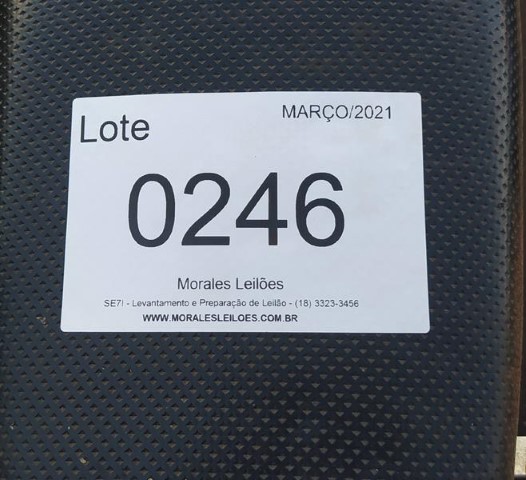 MARÇO/2021
Lote
0246
Morales Leilões
SE7I - Levantamento e Preparação de Leilão - (18) 3323-3456
WWW.MORALESLEILOES.COM.BR